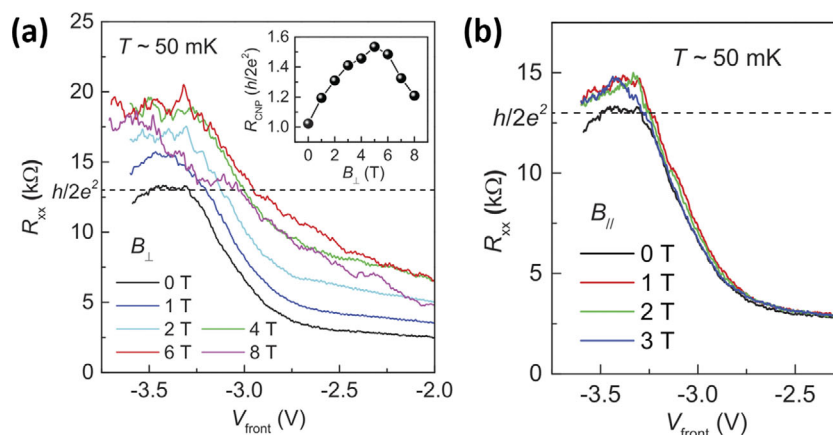 (a)
T ~ 50 mK
R_CNP (h/2e²)
1.6
1.4
1.2
1.0
0 2 4 6 8
B⊥ (T)
R_xx (kΩ)
25
20
15
h/2e²
10
5
0
B⊥
0 T
1 T
2 T
4 T
6 T
8 T
-3.5 -3.0 -2.5 -2.0
V_front (V)
(b)
T ~ 50 mK
R_xx (kΩ)
15
h/2e²
10
5
0
B//
0 T
1 T
2 T
3 T
-3.5 -3.0 -2.5
V_front (V)